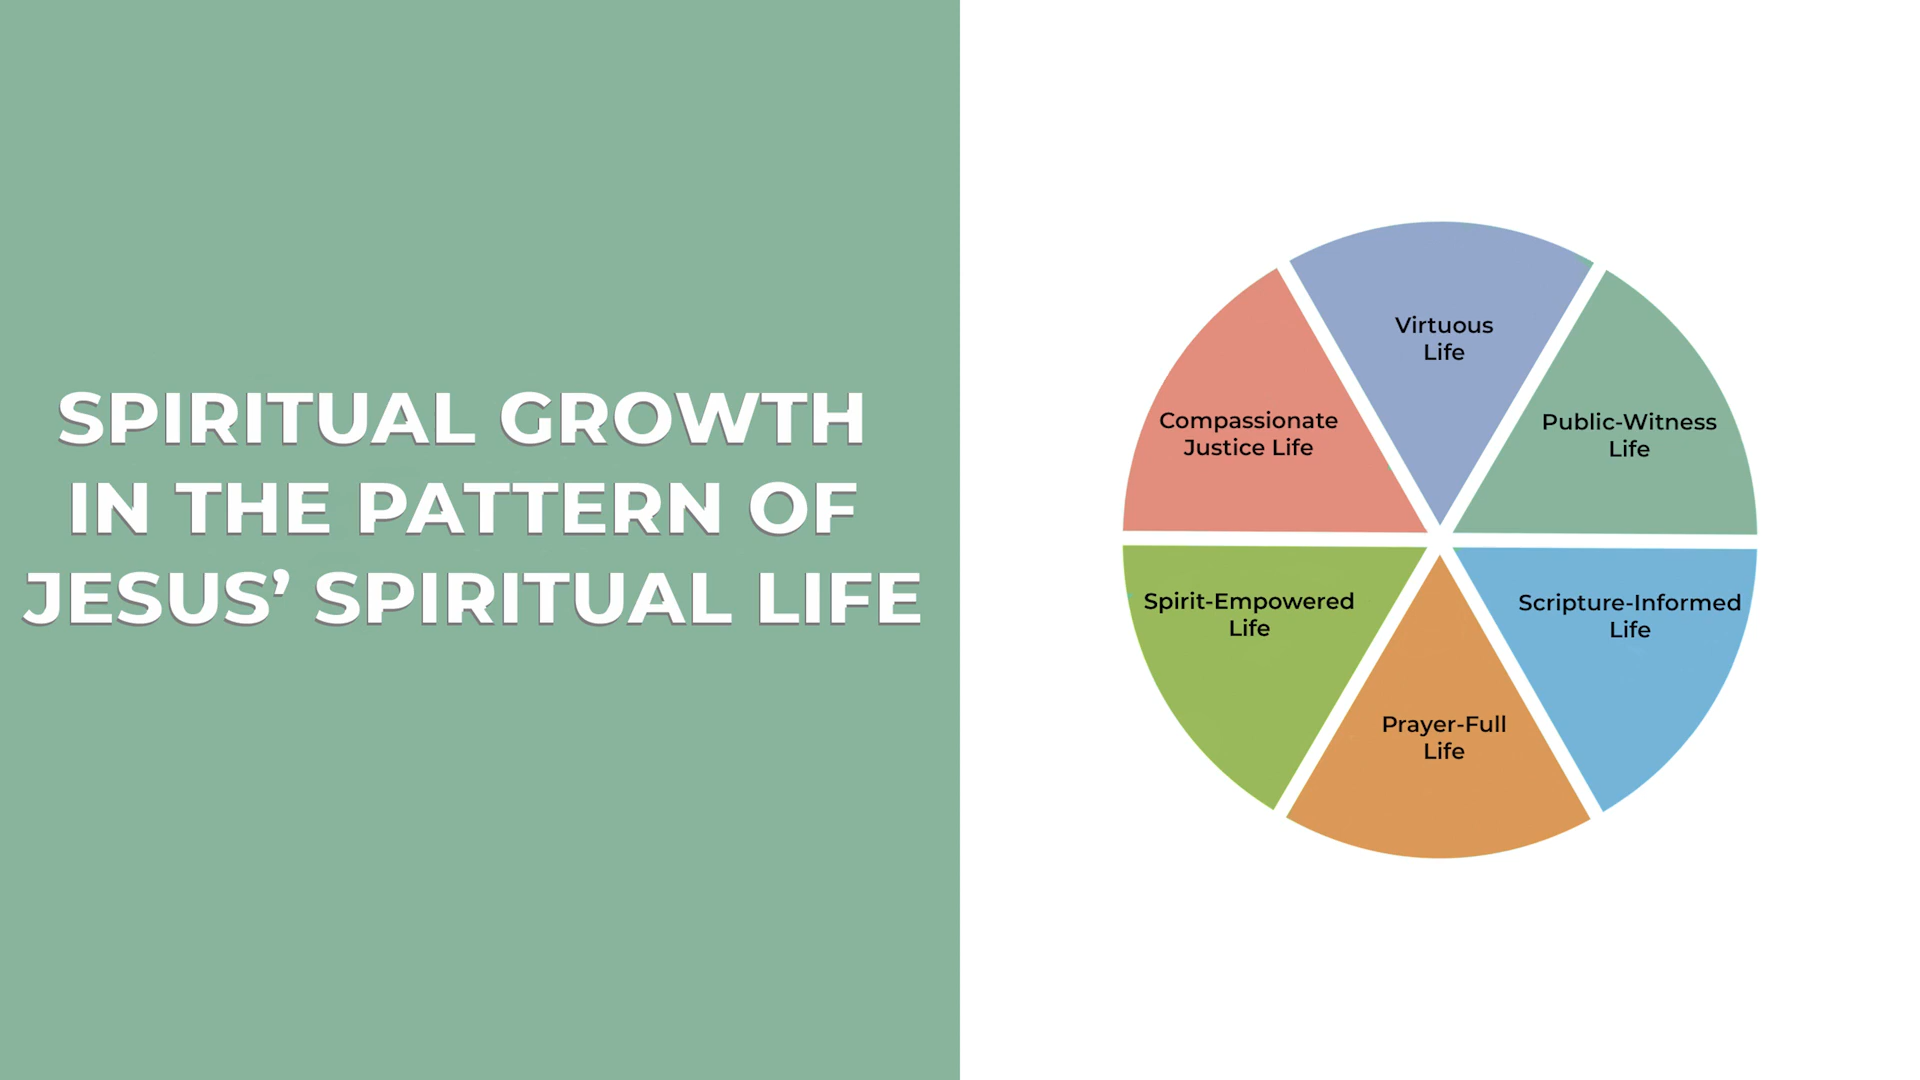 SPIRITUAL GROWTH
IN THE PATTERN OF
JESUS’ SPIRITUAL LIFE
Virtuous
Life
Public-Witness
Life
Scripture-Informed
Life
Prayer-Full
Life
Spirit-Empowered
Life
Compassionate
Justice Life